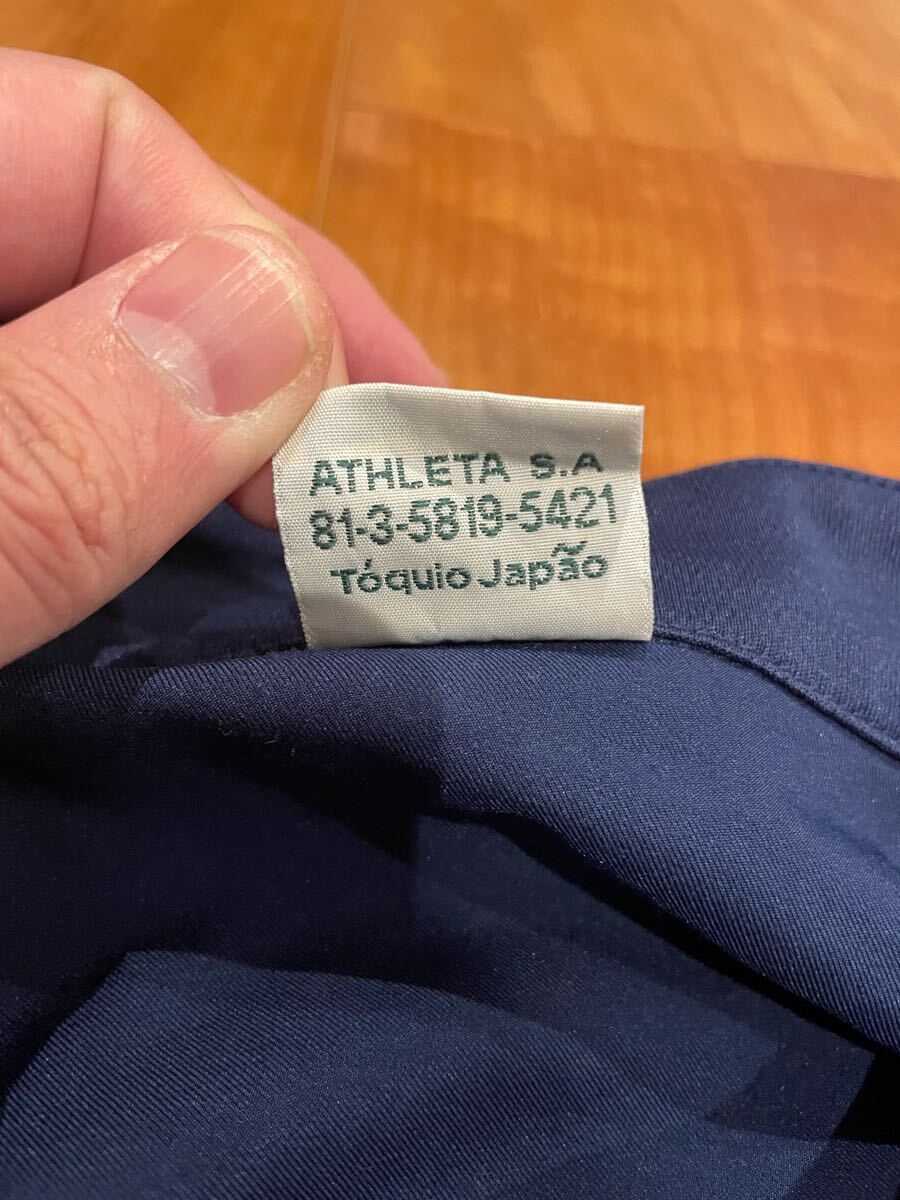 ATHLETA S.A
81-3-5819-5421
Tóquio Japão